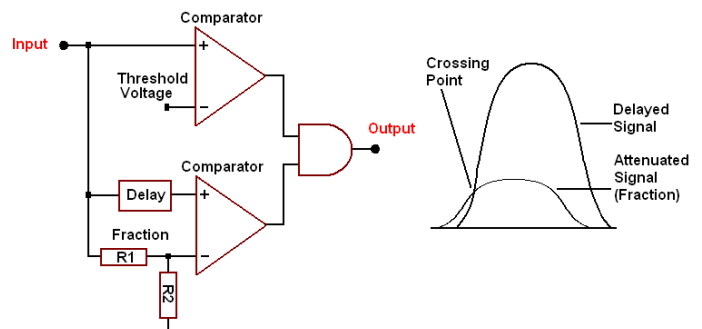 Comparator
Input
+
Threshold
Voltage
−
Output
Comparator
Delay
+
Fraction
R1
−
R2
Crossing
Point
Delayed
Signal
Attenuated
Signal
(Fraction)